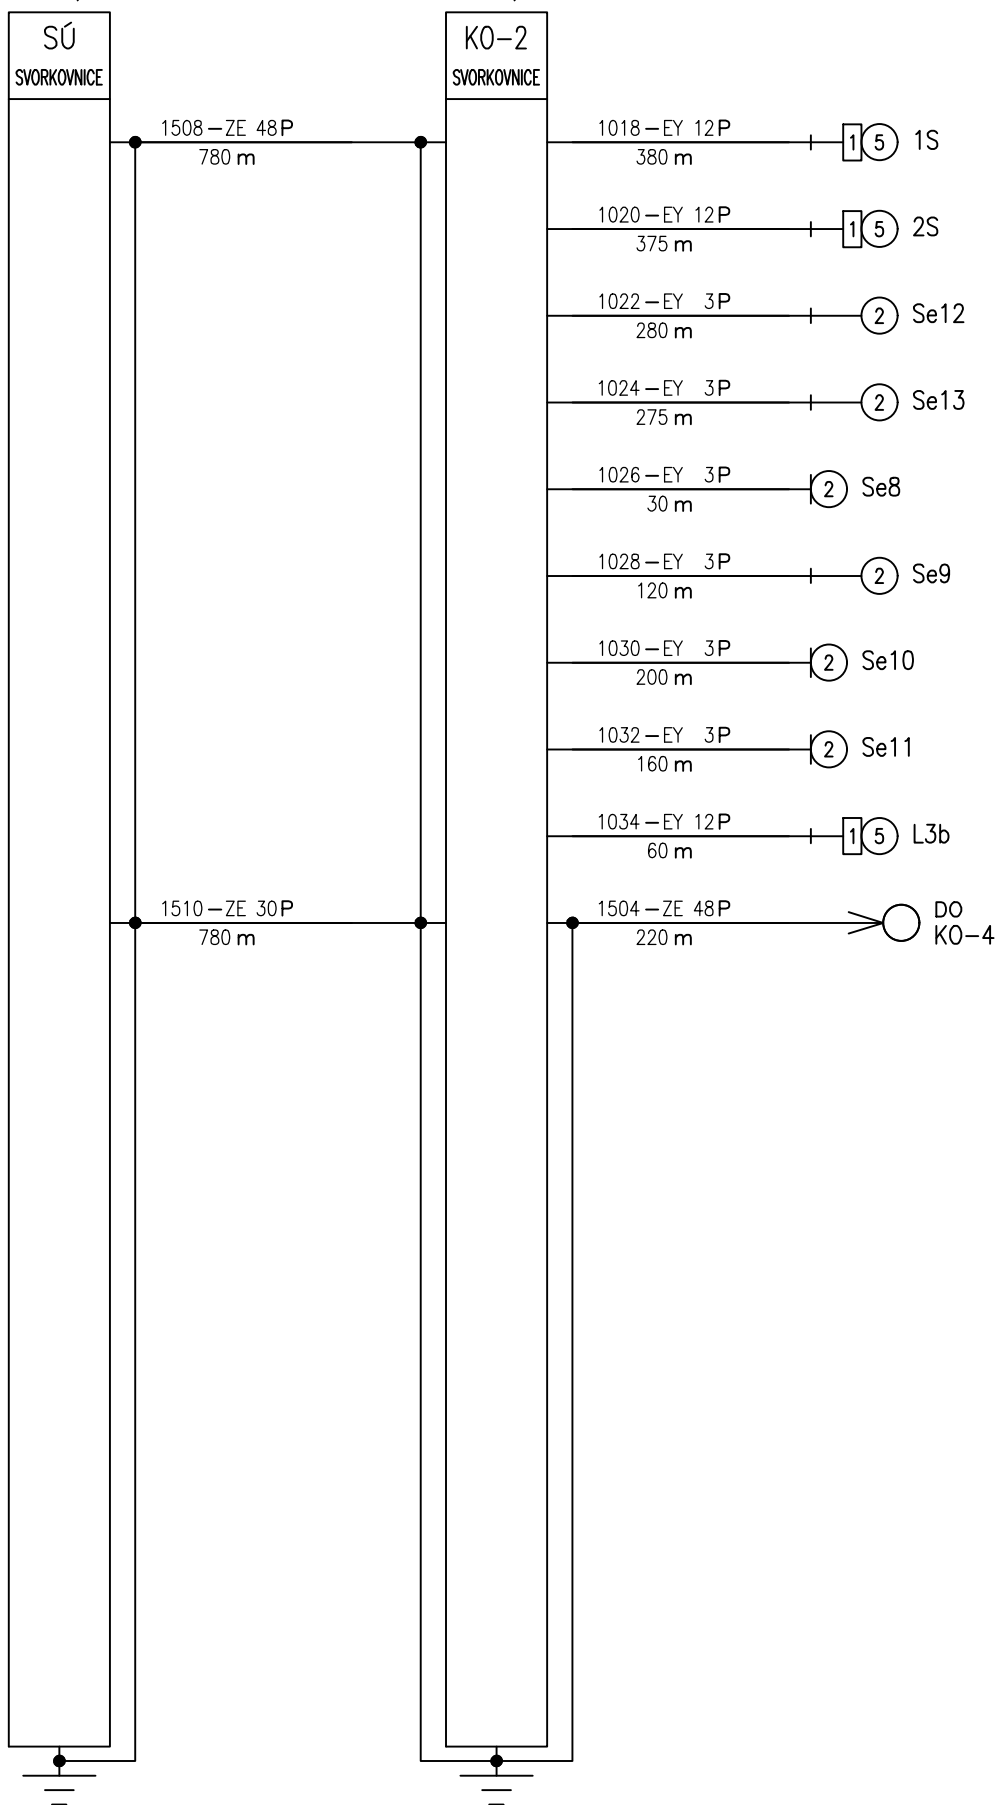 SÚ
SVORKOVNICE
KO-2
SVORKOVNICE
1508-ZE 48P
780 m
1018-EY 12P
380 m
1 5 1S
1020-EY 12P
375 m
1 5 2S
1022-EY 3P
280 m
2 Se12
1024-EY 3P
275 m
2 Se13
1026-EY 3P
30 m
2 Se8
1028-EY 3P
120 m
2 Se9
1030-EY 3P
200 m
2 Se10
1032-EY 3P
160 m
2 Se11
1034-EY 12P
60 m
1 5 L3b
1510-ZE 30P
780 m
1504-ZE 48P
220 m
DO
KO-4